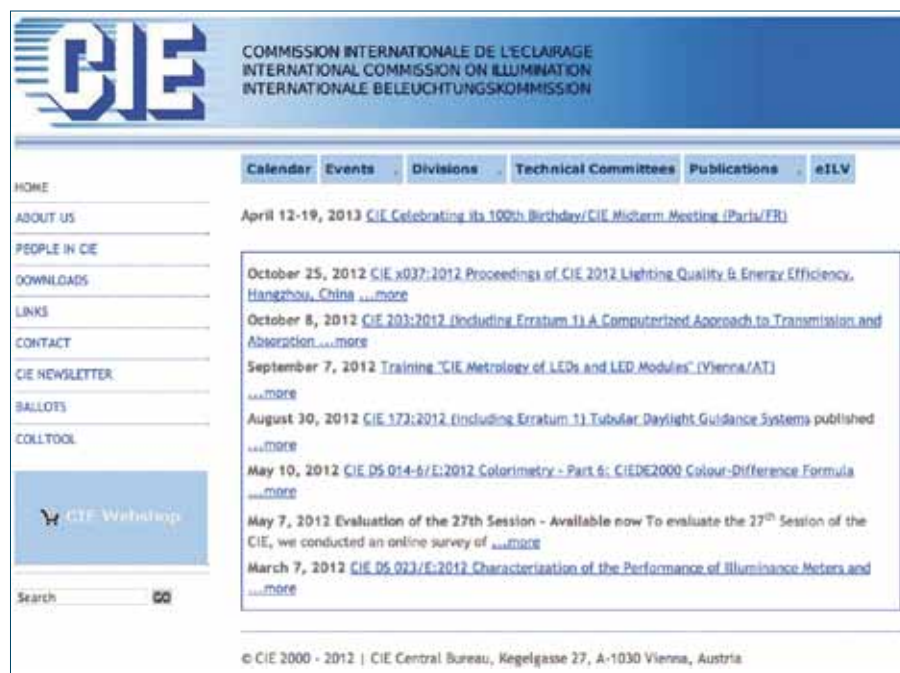 CIE
COMMISSION INTERNATIONALE DE L'ECLAIRAGE
INTERNATIONAL COMMISSION ON ILLUMINATION
INTERNATIONALE BELEUCHTUNGSKOMMISSION
Calendar Events Divisions Technical Committees Publications eILV
HOME
ABOUT US
PEOPLE IN CIE
DOWNLOADS
LINKS
CONTACT
CIE NEWSLETTER
BALLOTS
COLLTOOL
CIE Webshop
Search GO
April 12-19, 2013 CIE Celebrating its 100th Birthday/CIE Midterm Meeting (Paris/FR)
October 25, 2012 CIE x037:2012 Proceedings of CIE 2012 Lighting Quality & Energy Efficiency,
Hangzhou, China ...more
October 8, 2012 CIE 203:2012 (including Erratum 1) A Computerized Approach to Transmission and
Absorption ...more
September 7, 2012 Training "CIE Metrology of LEDs and LED Modules" (Vienna/AT)
...more
August 30, 2012 CIE 173:2012 (including Erratum 1) Tubular Daylight Guidance Systems published
...more
May 10, 2012 CIE DS 014-6/E:2012 Colorimetry - Part 6: CIEDE2000 Colour-Difference Formula
...more
May 7, 2012 Evaluation of the 27th Session - Available now To evaluate the 27th Session of the
CIE, we conducted an online survey of ...more
March 7, 2012 CIE DS 023/E:2012 Characterization of the Performance of Illuminance Meters and
...more
© CIE 2000 - 2012 | CIE Central Bureau, Kegelgasse 27, A-1030 Vienna, Austria